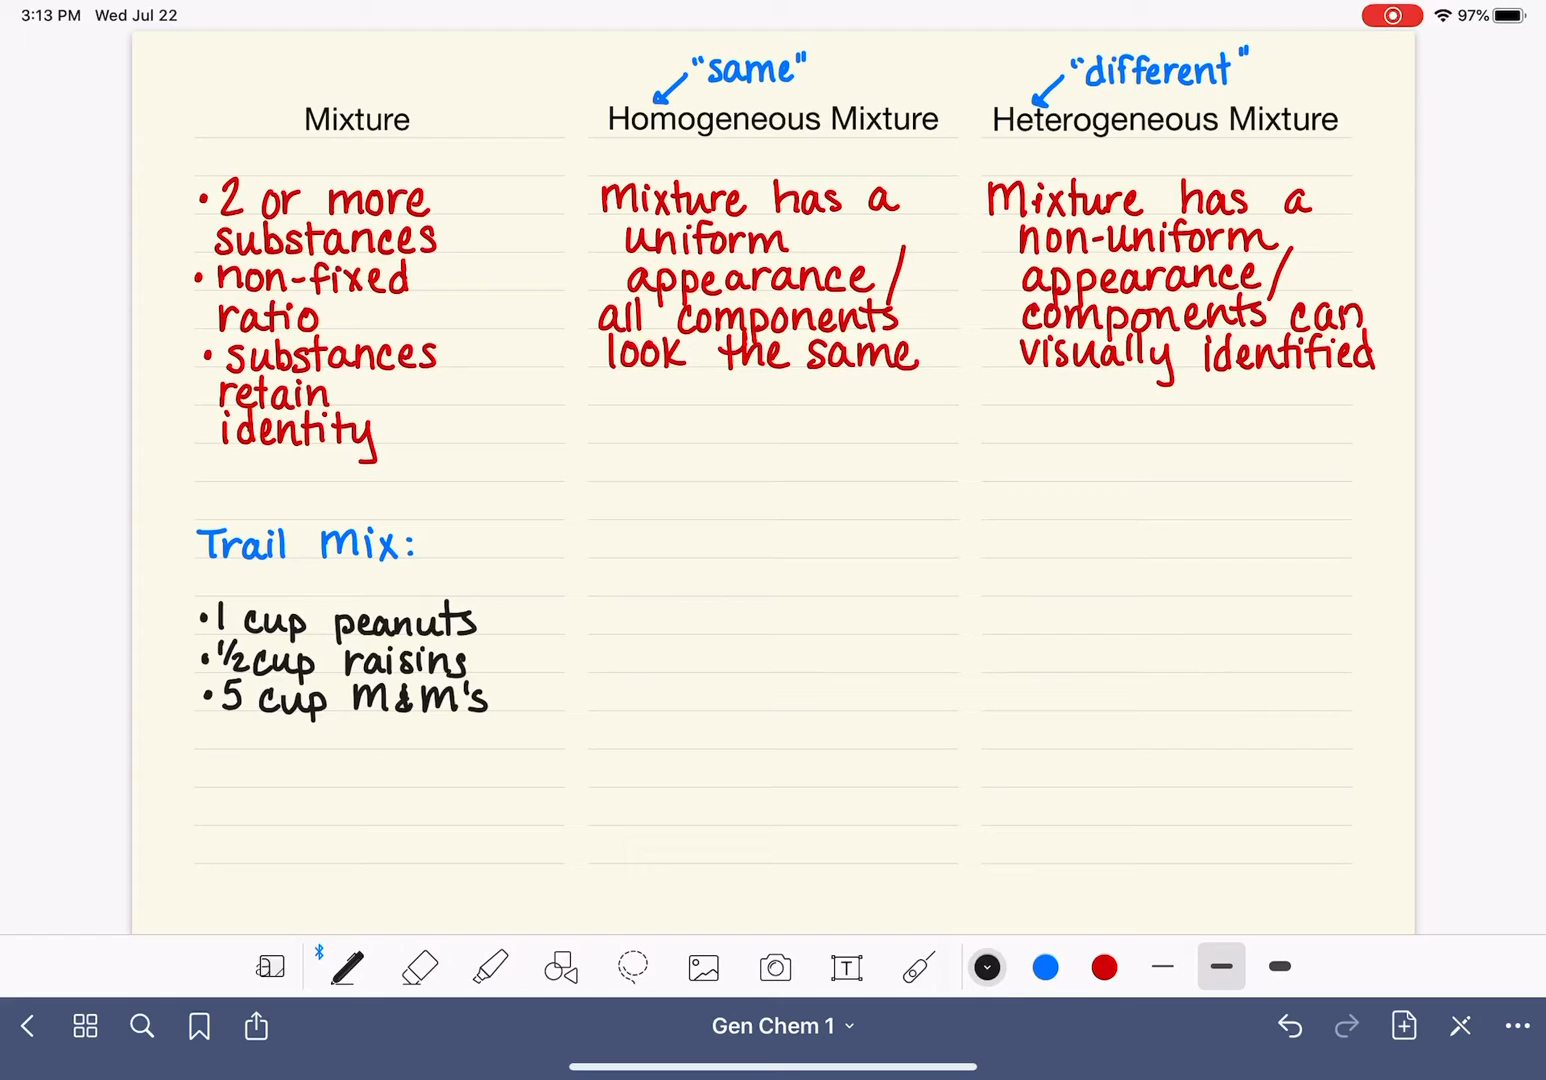 3:13 PM Wed Jul 22
97%
"same"
"different"
Mixture
Homogeneous Mixture
Heterogeneous Mixture
• 2 or more
substances
• non-fixed
ratio
• substances
retain
identity
Mixture has a
uniform
appearance/
all components
look the same
Mixture has a
non-uniform
appearance/
components can
visually identified
Trail Mix:
• 1 cup peanuts
• 1/2 cup raisins
• 5 cup M&M's
T
Gen Chem 1